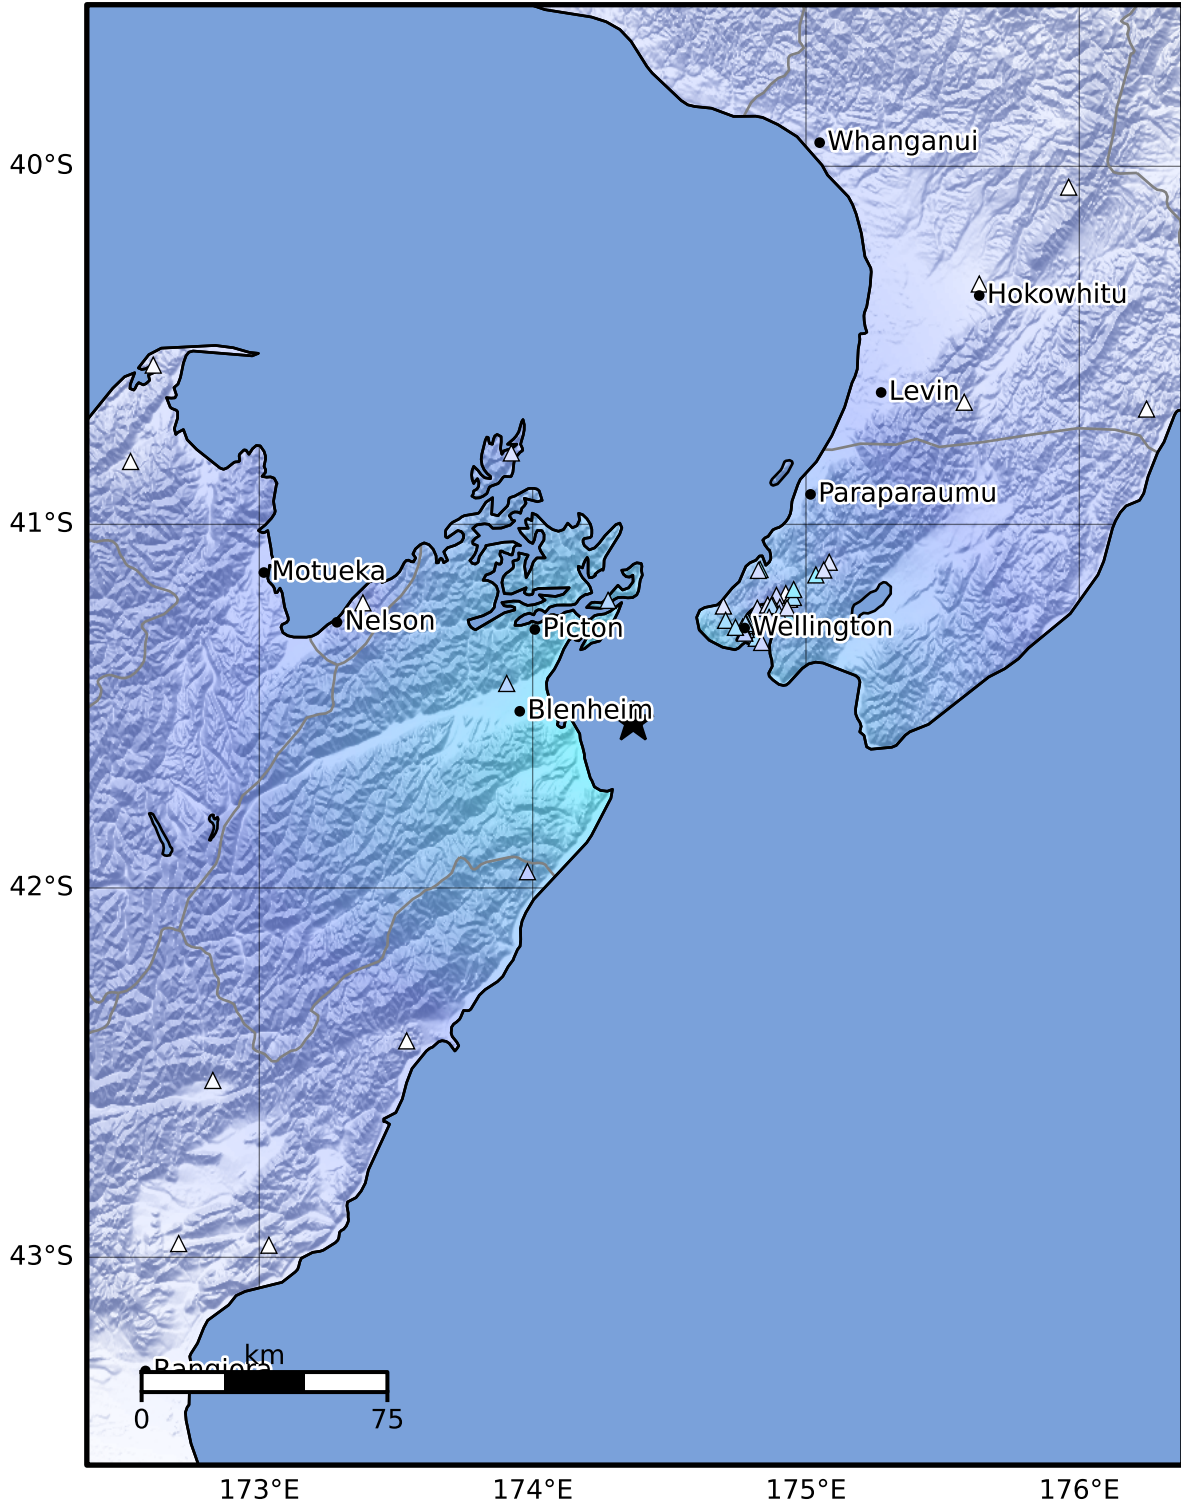 Whanganui
40°S
Hokowhitu
Levin
Paraparaumu
41°S
Motueka
Nelson
Picton
Wellington
Blenheim
42°S
43°S
km
Rangiora
0
75
173°E
174°E
175°E
176°E